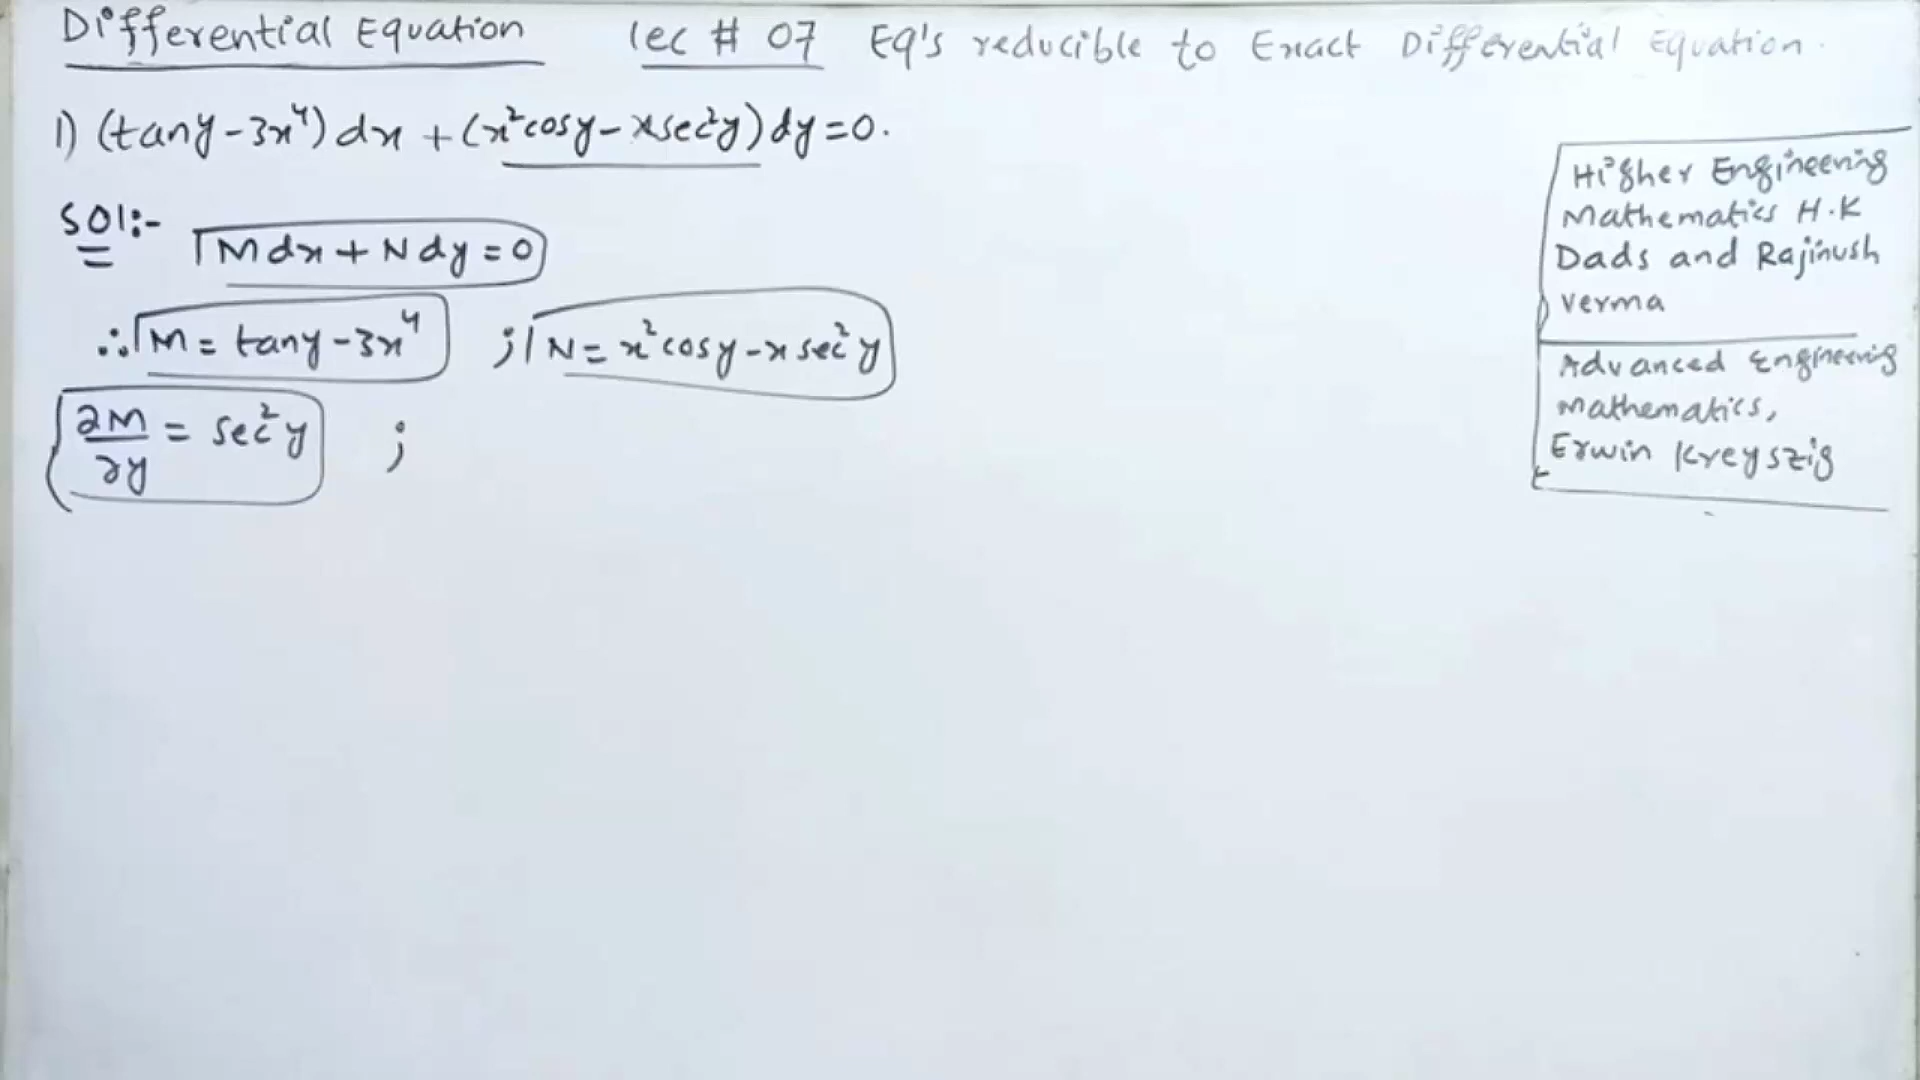 Differential Equation lec # 07 Eq's reducible to Exact Differential Equation.
1) (tany - 3x⁴) dx + (x²cosy - xsec²y) dy = 0.
Sol:-
Mdx + Ndy = 0
∴ M = tany - 3x⁴ ; N = x²cosy - x sec²y
∂M/∂y = sec²y ;
Higher Engineering
Mathematics H.K
Dads and Rajinush
Verma
Advanced Engineering
Mathematics,
Erwin Kreyszig